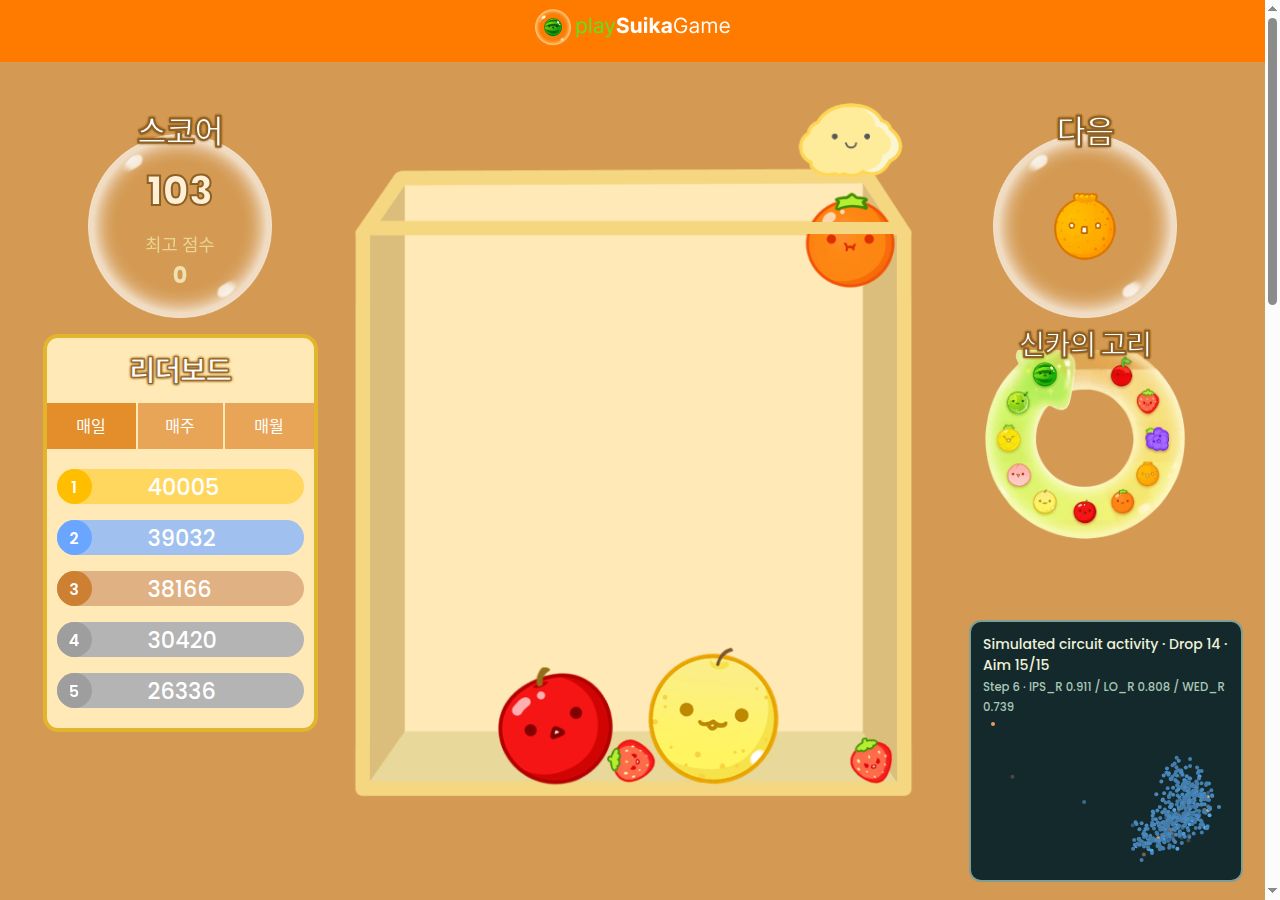 playSuikaGame
스코어
103
최고 점수
0
다음
신카의 고리
리더보드
매일 매주 매월
1 40005
2 39032
3 38166
4 30420
5 26336
Simulated circuit activity · Drop 14 ·
Aim 15/15
Step 6 · IPS_R 0.911 / LO_R 0.808 / WED_R
0.739